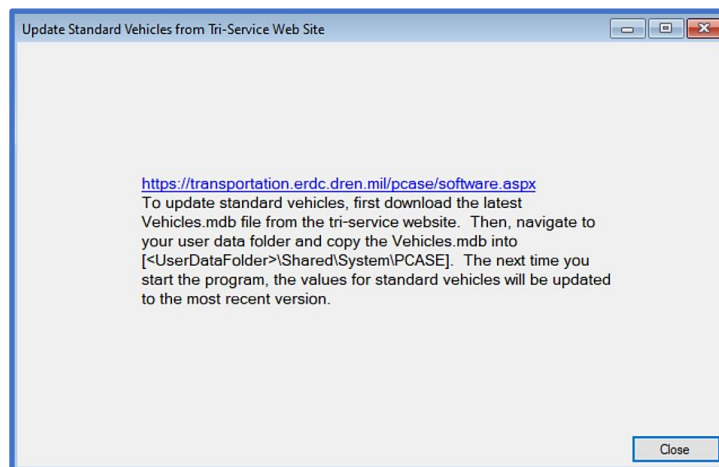 Update Standard Vehicles from Tri-Service Web Site
https://transportation.erdc.dren.mil/pcase/software.aspx
To update standard vehicles, first download the latest
Vehicles.mdb file from the tri-service website.  Then, navigate to
your user data folder and copy the Vehicles.mdb into
[<UserDataFolder>\Shared\System\PCASE].  The next time you
start the program, the values for standard vehicles will be updated
to the most recent version.
Close